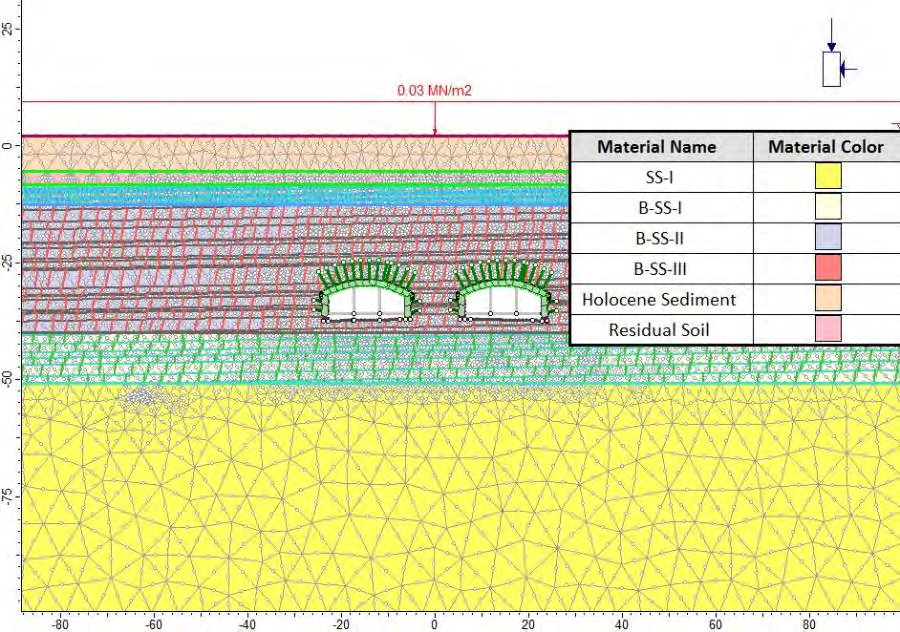 25
0.03 MN/m2
0
Material Name Material Color
SS-I
B-SS-I
B-SS-II
-25
B-SS-III
Holocene Sediment
Residual Soil
-50
-75
-80 -60 -40 -20 0 20 40 60 80